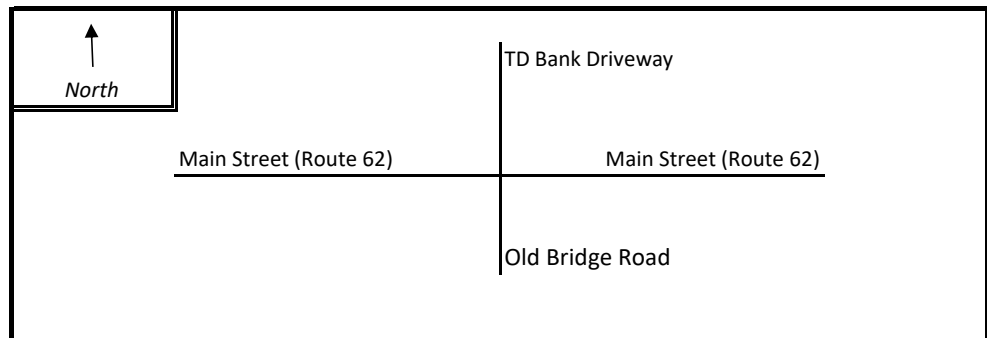 TD Bank Driveway
North
Main Street (Route 62) Main Street (Route 62)
Old Bridge Road